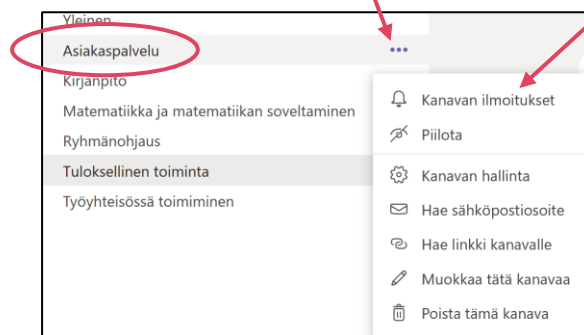 Yleinen
Asiakaspalvelu
Kirjanpito
Matematiikka ja matematiikan soveltaminen
Ryhmänohjaus
Tuloksellinen toiminta
Työyhteisössä toimiminen
Kanavan ilmoitukset
Piilota
Kanavan hallinta
Hae sähköpostiosoite
Hae linkki kanavalle
Muokkaa tätä kanavaa
Poista tämä kanava